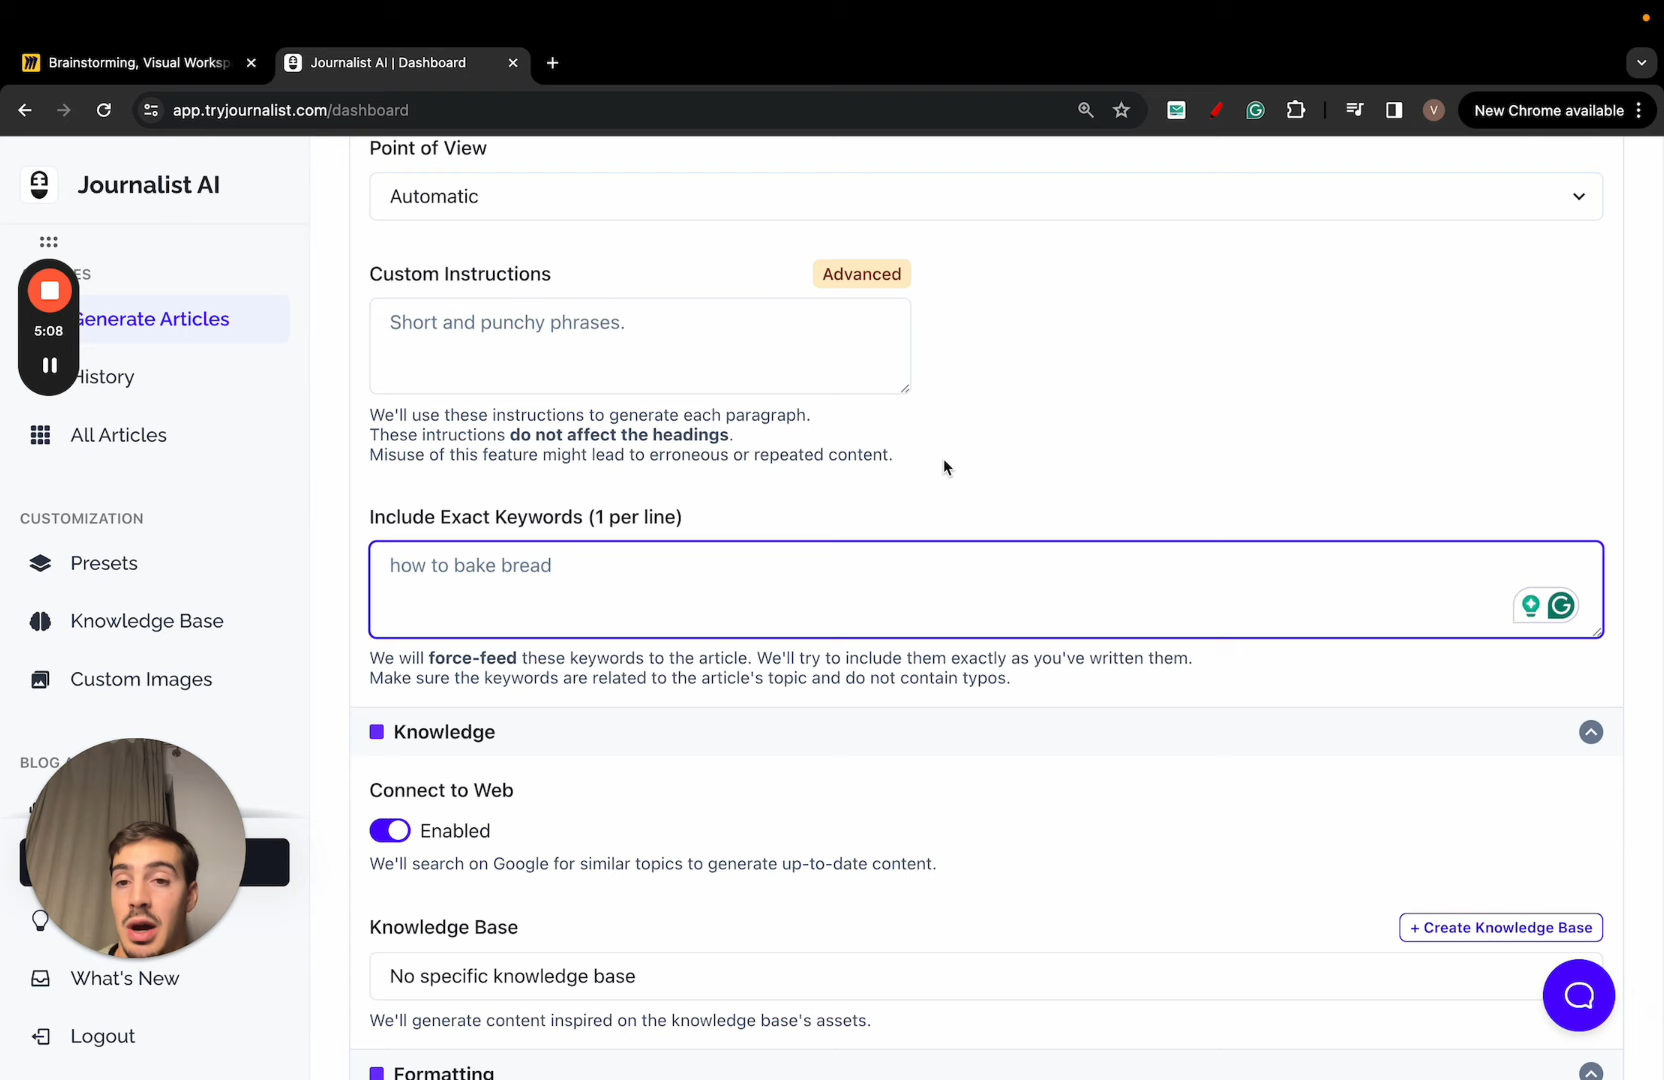 Brainstorming, Visual Worksp
Journalist AI | Dashboard
app.tryjournalist.com/dashboard
V
New Chrome available
Journalist AI
ES
Generate Articles
5:08
History
All Articles
CUSTOMIZATION
Presets
Knowledge Base
Custom Images
BLOG
What's New
Logout
Point of View
Automatic
Custom Instructions
Advanced
Short and punchy phrases.
We'll use these instructions to generate each paragraph.
These intructions do not affect the headings.
Misuse of this feature might lead to erroneous or repeated content.
Include Exact Keywords (1 per line)
how to bake bread
We will force-feed these keywords to the article. We'll try to include them exactly as you've written them.
Make sure the keywords are related to the article's topic and do not contain typos.
Knowledge
Connect to Web
Enabled
We'll search on Google for similar topics to generate up-to-date content.
Knowledge Base
+ Create Knowledge Base
No specific knowledge base
We'll generate content inspired on the knowledge base's assets.
Formatting